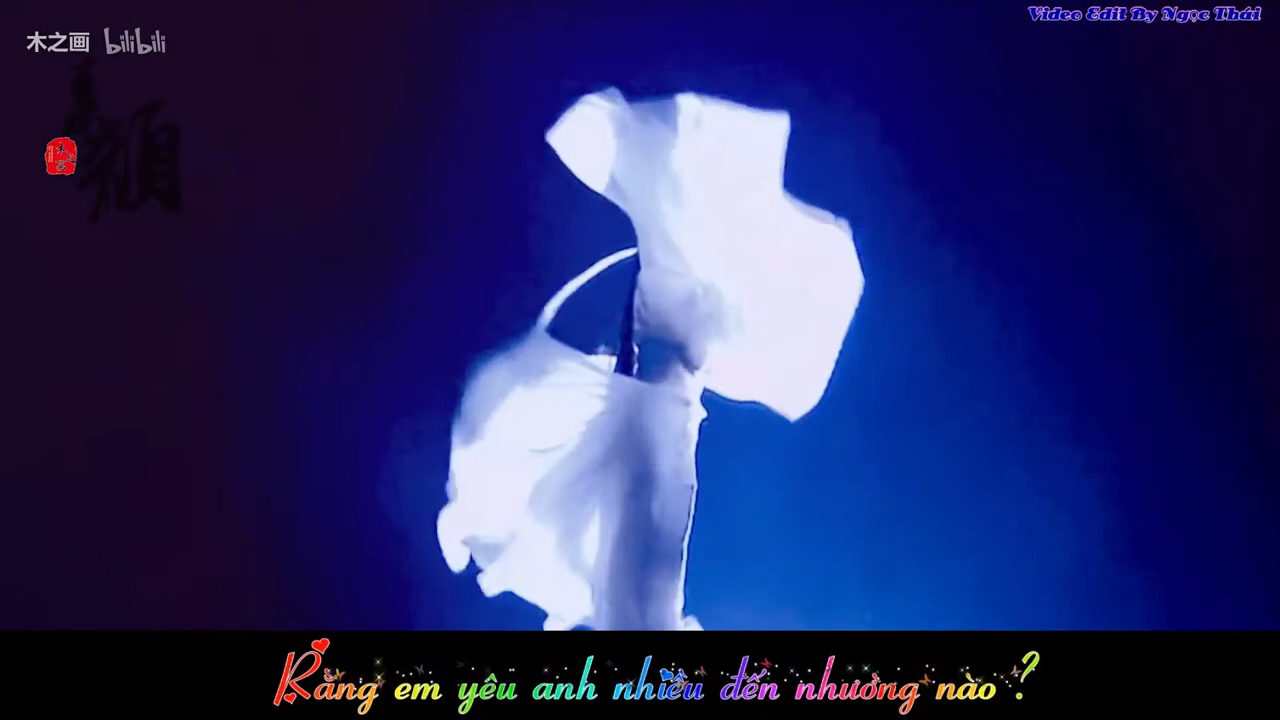 Video Edit By Ngọc Thái
木之画 bilibili
Rằng em yêu anh nhiều đến nhường nào ?